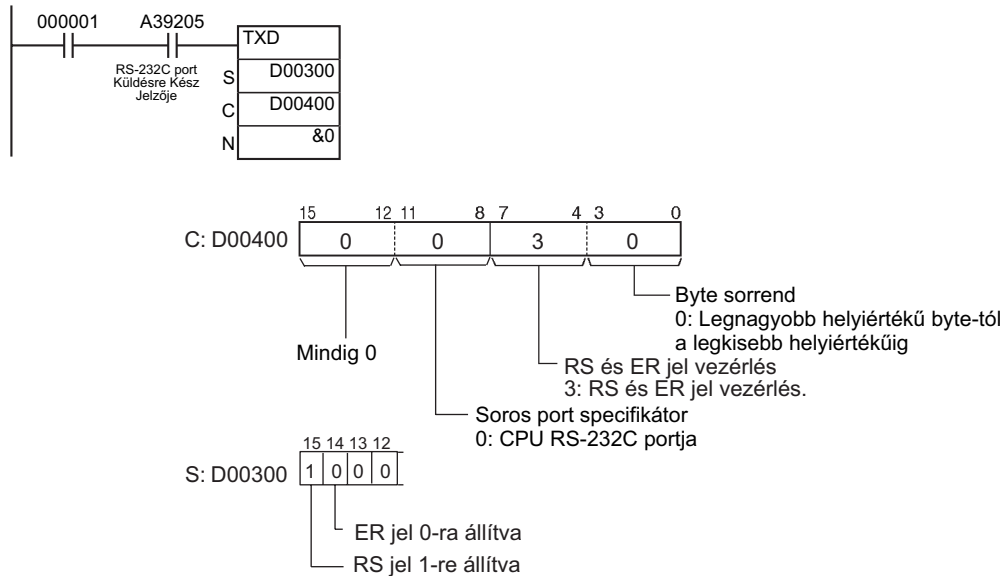 000001 A39205
TXD
RS-232C port
Küldésre Kész
Jelzője
S D00300
C D00400
N &0
15 12 11 8 7 4 3 0
C: D00400 0 0 3 0
Byte sorrend
0: Legnagyobb helyiértékű byte-tól
a legkisebb helyiértékűig
Mindig 0
RS és ER jel vezérlés
3: RS és ER jel vezérlés.
Soros port specifikátor
0: CPU RS-232C portja
15 14 13 12
S: D00300 1 0 0 0
ER jel 0-ra állítva
RS jel 1-re állítva